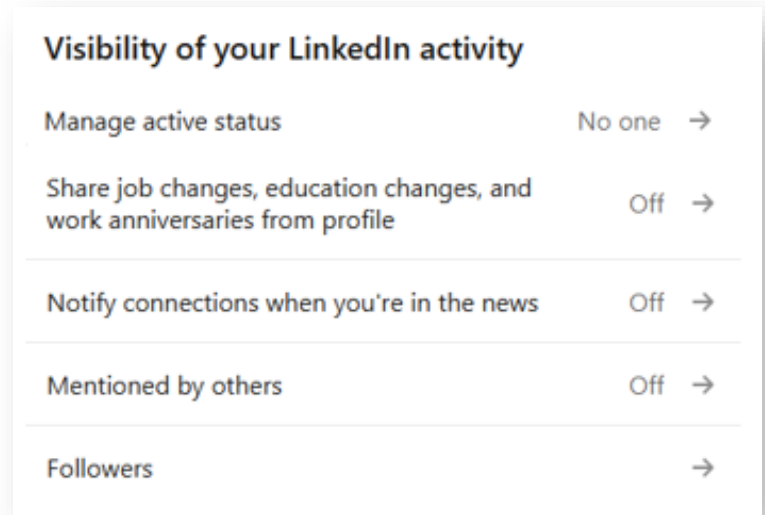 Visibility of your LinkedIn activity
Manage active status No one →
Share job changes, education changes, and
work anniversaries from profile Off →
Notify connections when you're in the news Off →
Mentioned by others Off →
Followers →